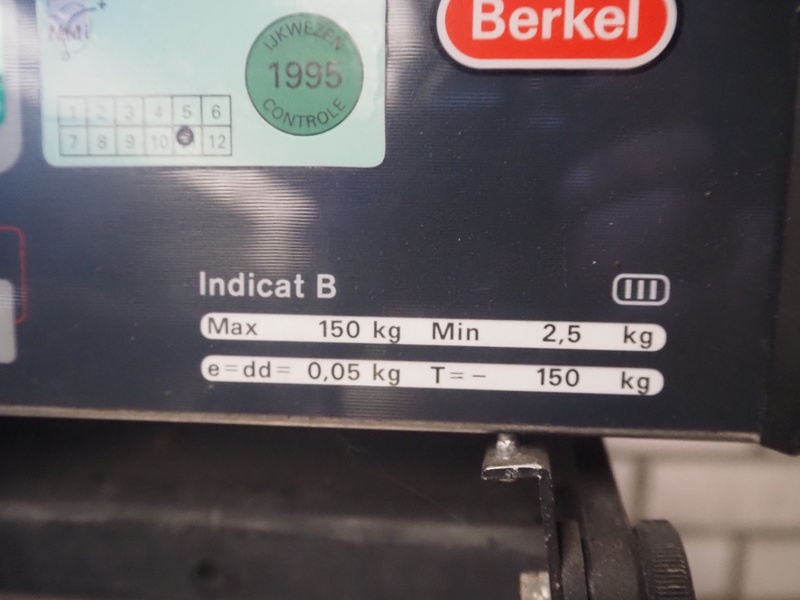 Berkel
NMi
IJKWEZEN
1995
CONTROLE
1 2 3 4 5 6
7 8 9 10 12
Indicat B
III
Max 150 kg Min 2,5 kg
e=dd= 0,05 kg T=- 150 kg